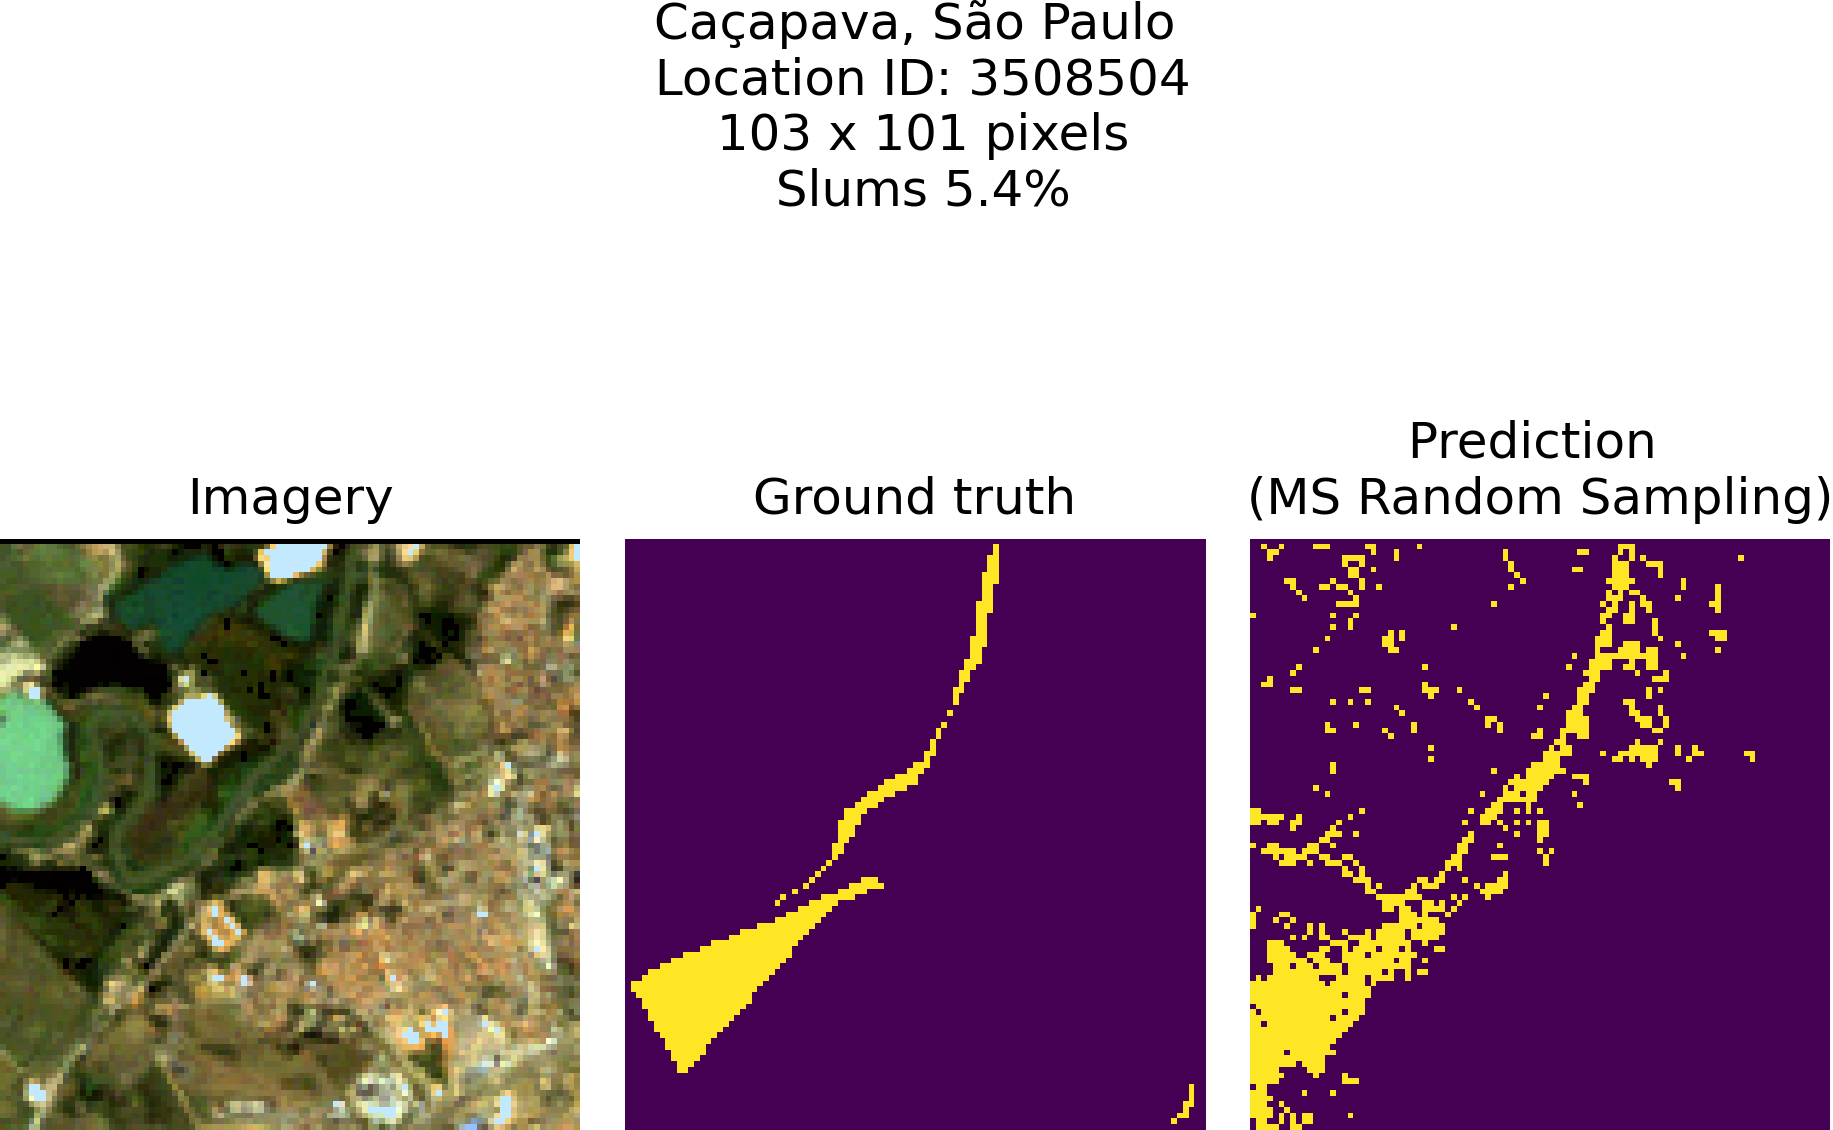 Caçapava, São Paulo
Location ID: 3508504
103 x 101 pixels
Slums 5.4%
Imagery
Ground truth
Prediction
(MS Random Sampling)